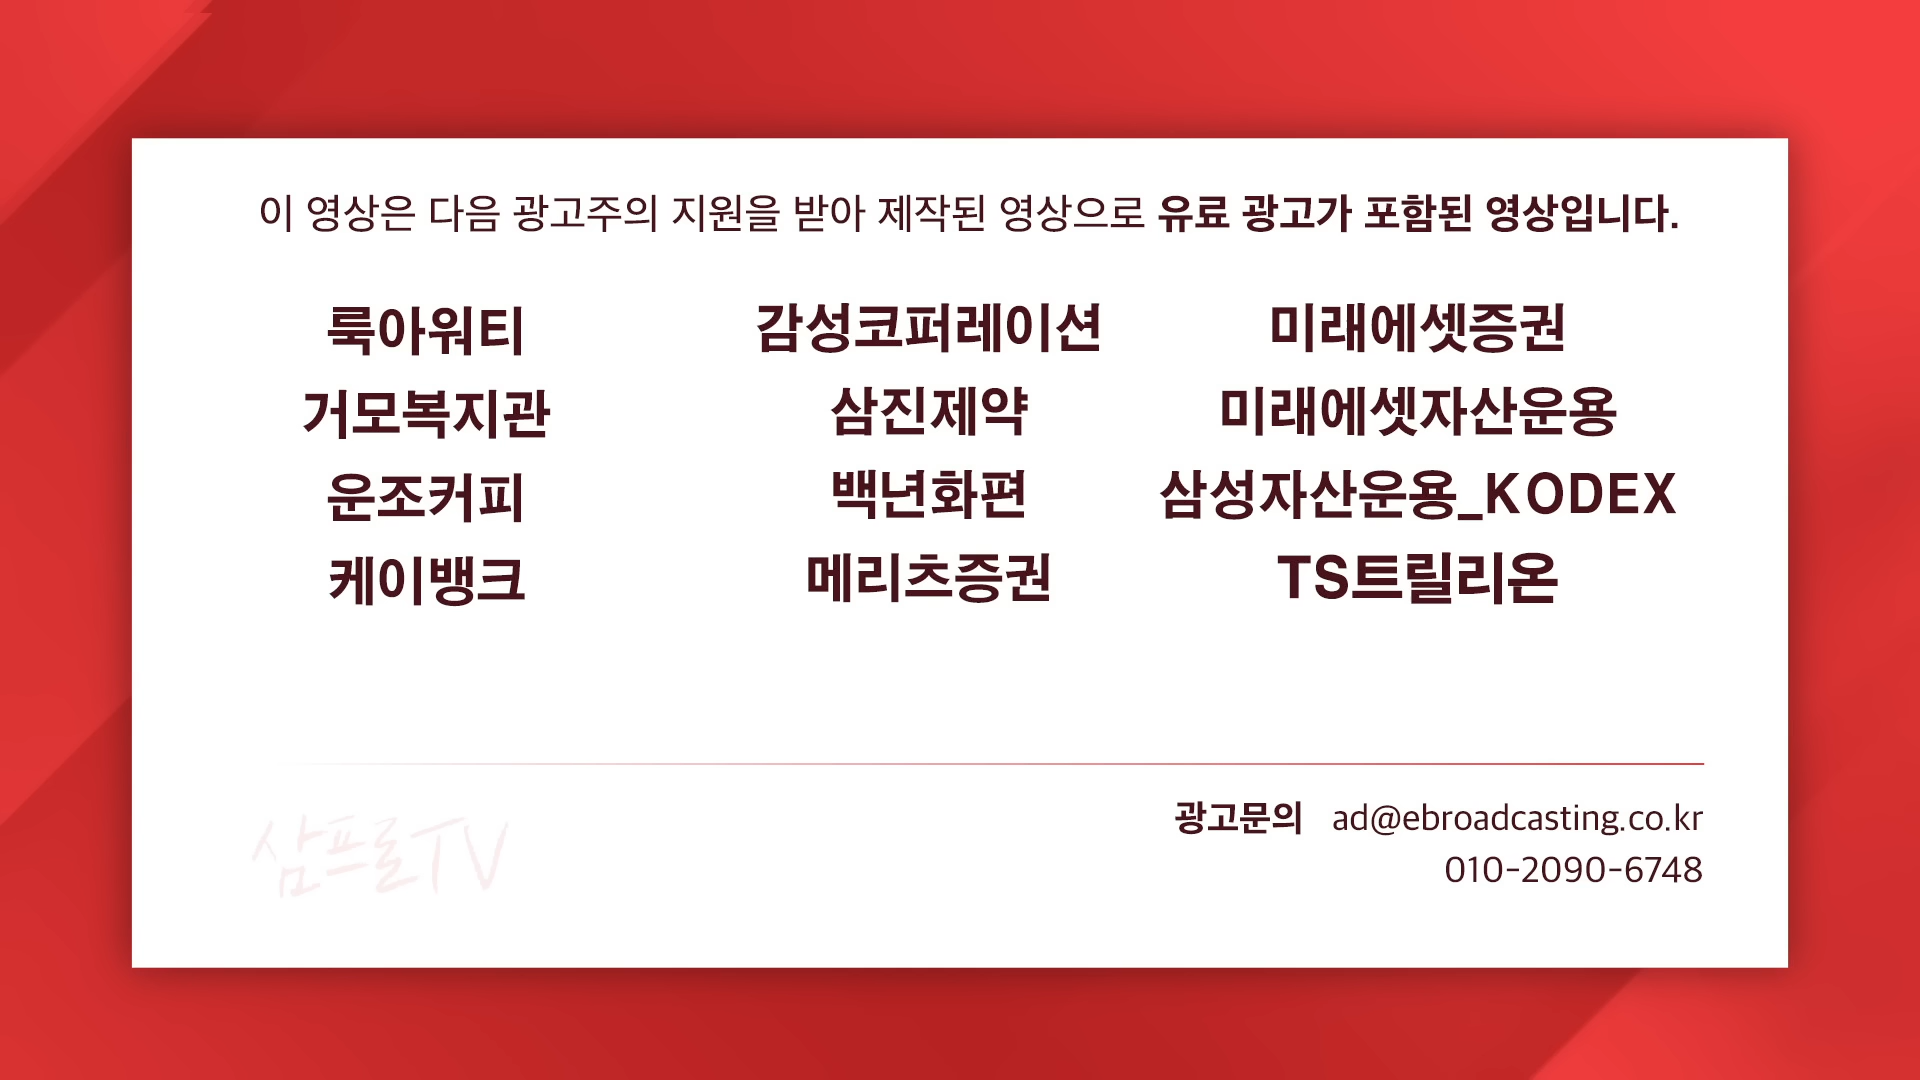 이 영상은 다음 광고주의 지원을 받아 제작된 영상으로 유료 광고가 포함된 영상입니다.
룩아워티 감성코퍼레이션 미래에셋증권
거모복지관 삼진제약 미래에셋자산운용
운조커피 백년화편 삼성자산운용_KODEX
케이뱅크 메리츠증권 TS트릴리온
광고문의 ad@ebroadcasting.co.kr
010-2090-6748
삼프로TV